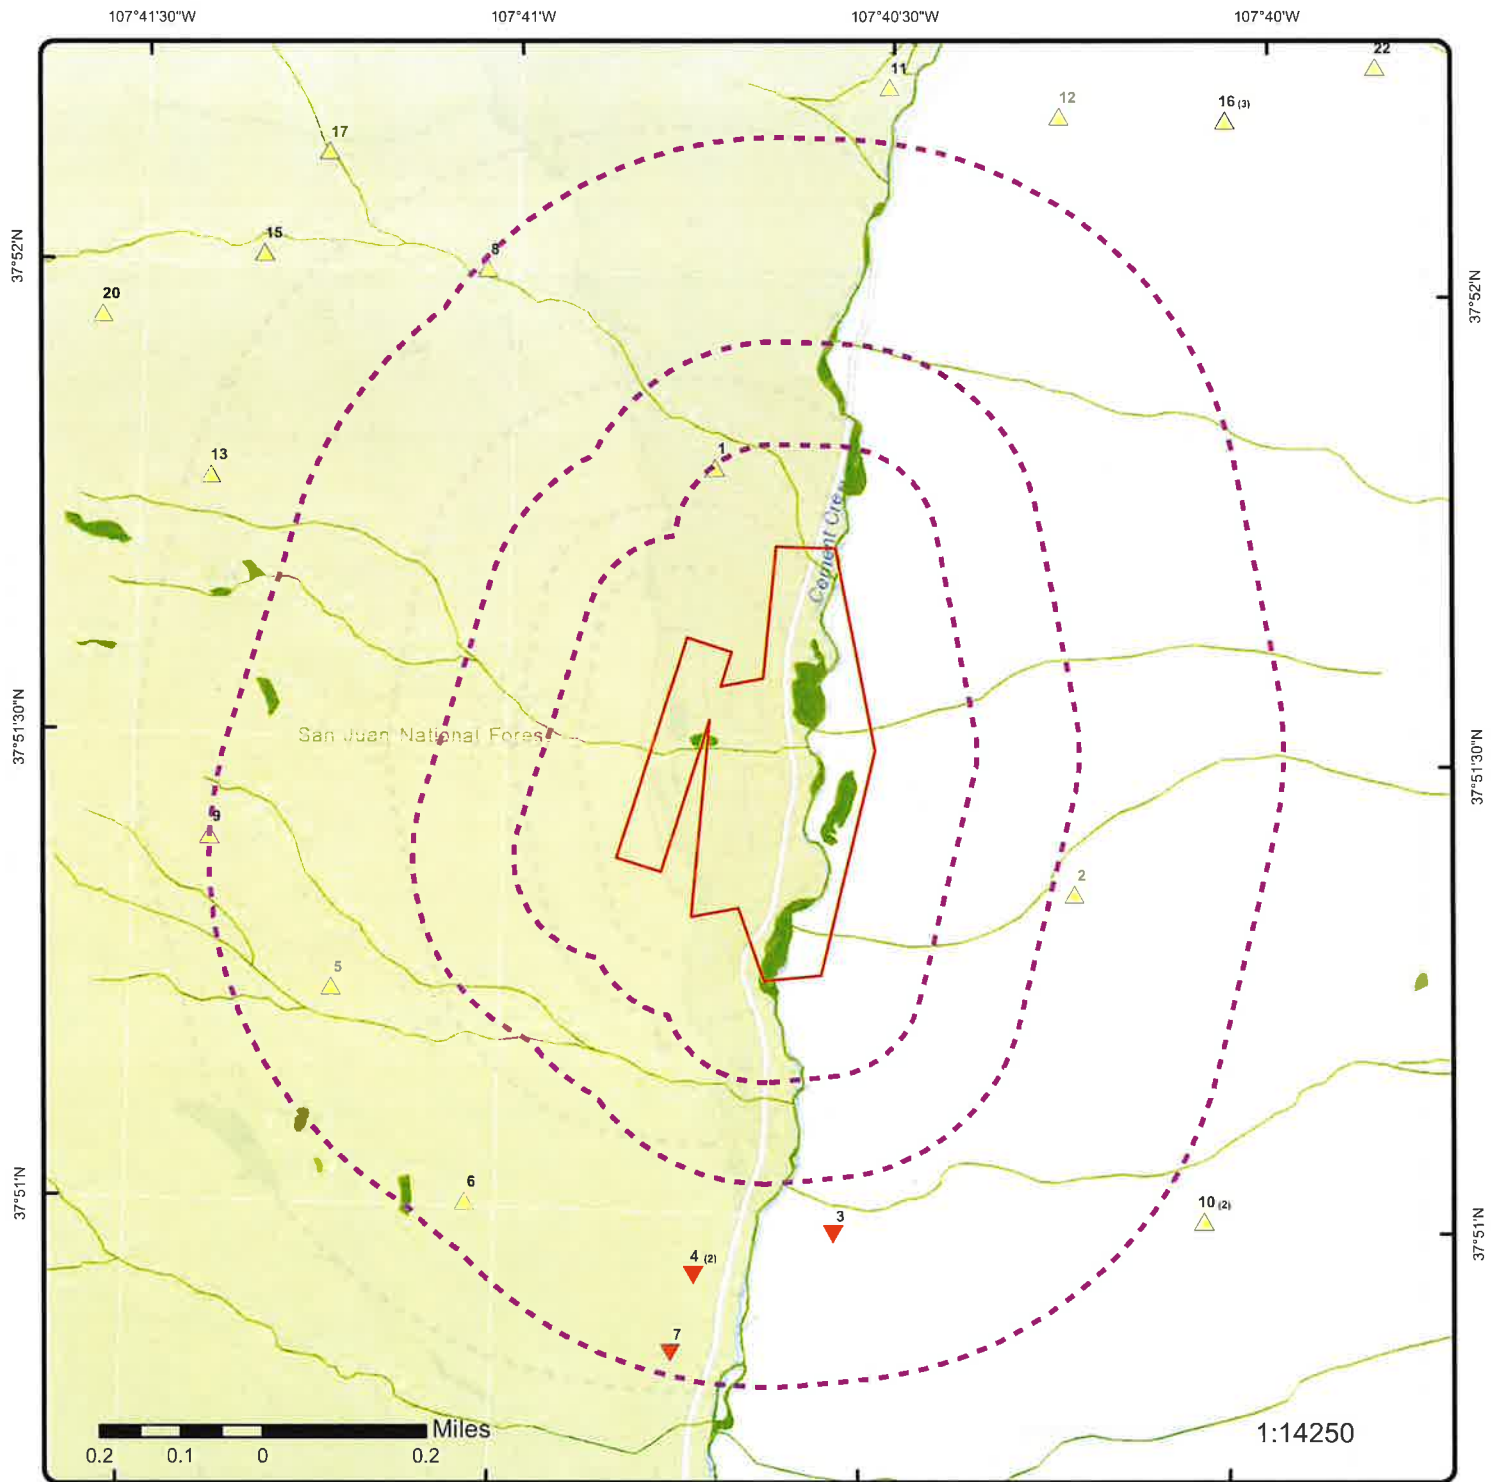 107°41'30"W 107°41'W 107°40'30"W 107°40'W
22
11
12
16 (3)
17
15
8
37°52'N
37°52'N
20
1
13
Cement Cre
San Juan National Fores
37°51'30"N
37°51'30"N
9
2
5
6
37°51'N
10 (2)
3
37°51'N
4 (2)
7
Miles
1:14250
0.2 0.1 0 0.2